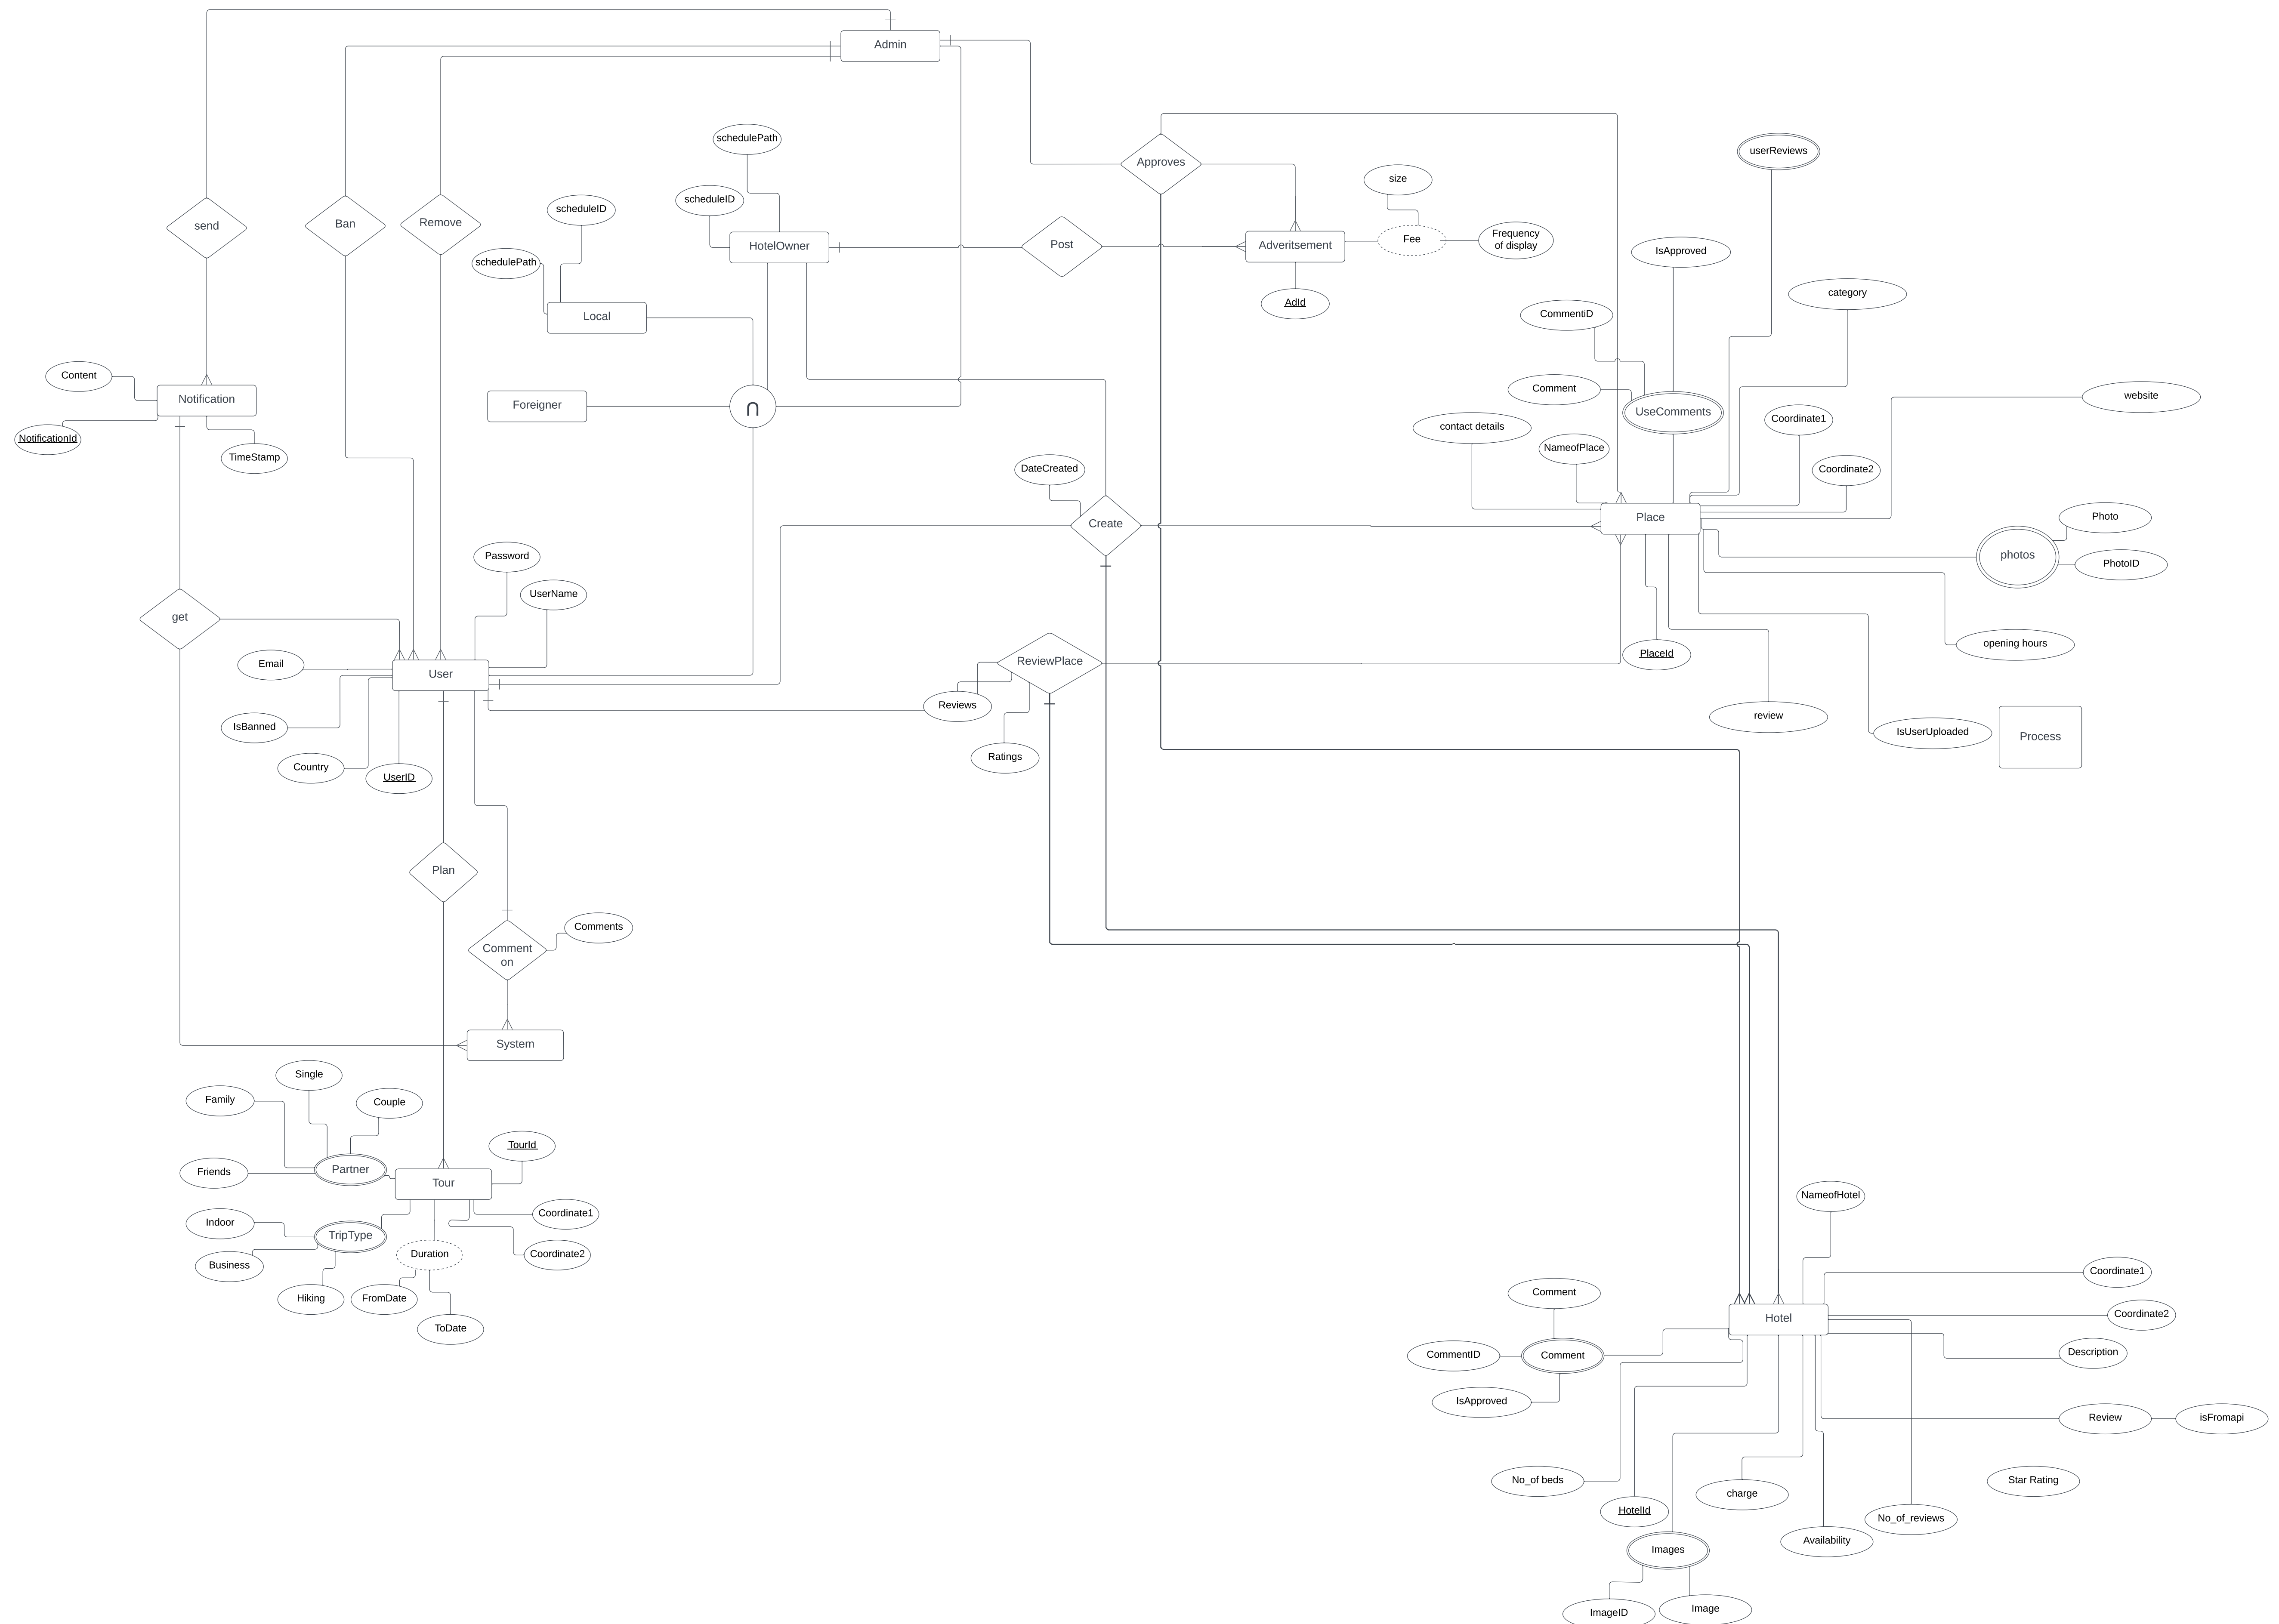 Admin
schedulePath
Approves
userReviews
size
scheduleID
scheduleID
send
Ban
Remove
HotelOwner
Post
Adveritsement
Fee
Frequency
of display
IsApproved
schedulePath
AdId
category
CommentiD
Local
Content
Notification
Foreigner
∩
Comment
UseComments
website
Coordinate1
contact details
NotificationId
TimeStamp
NameofPlace
DateCreated
Coordinate2
Create
Place
Photo
Password
photos
PhotoID
UserName
get
opening hours
Email
User
ReviewPlace
PlaceId
Reviews
review
IsBanned
IsUserUploaded
Process
Ratings
Country
UserID
Plan
Comments
Comment
on
System
Single
Family
Couple
TourId
Friends
Partner
Tour
NameofHotel
Indoor
TripType
Coordinate1
Duration
Coordinate2
Business
Coordinate1
Hiking
FromDate
Comment
Hotel
Coordinate2
ToDate
CommentID
Comment
Description
IsApproved
Review
isFromapi
No_of beds
charge
Star Rating
HotelId
No_of_reviews
Availability
Images
ImageID
Image